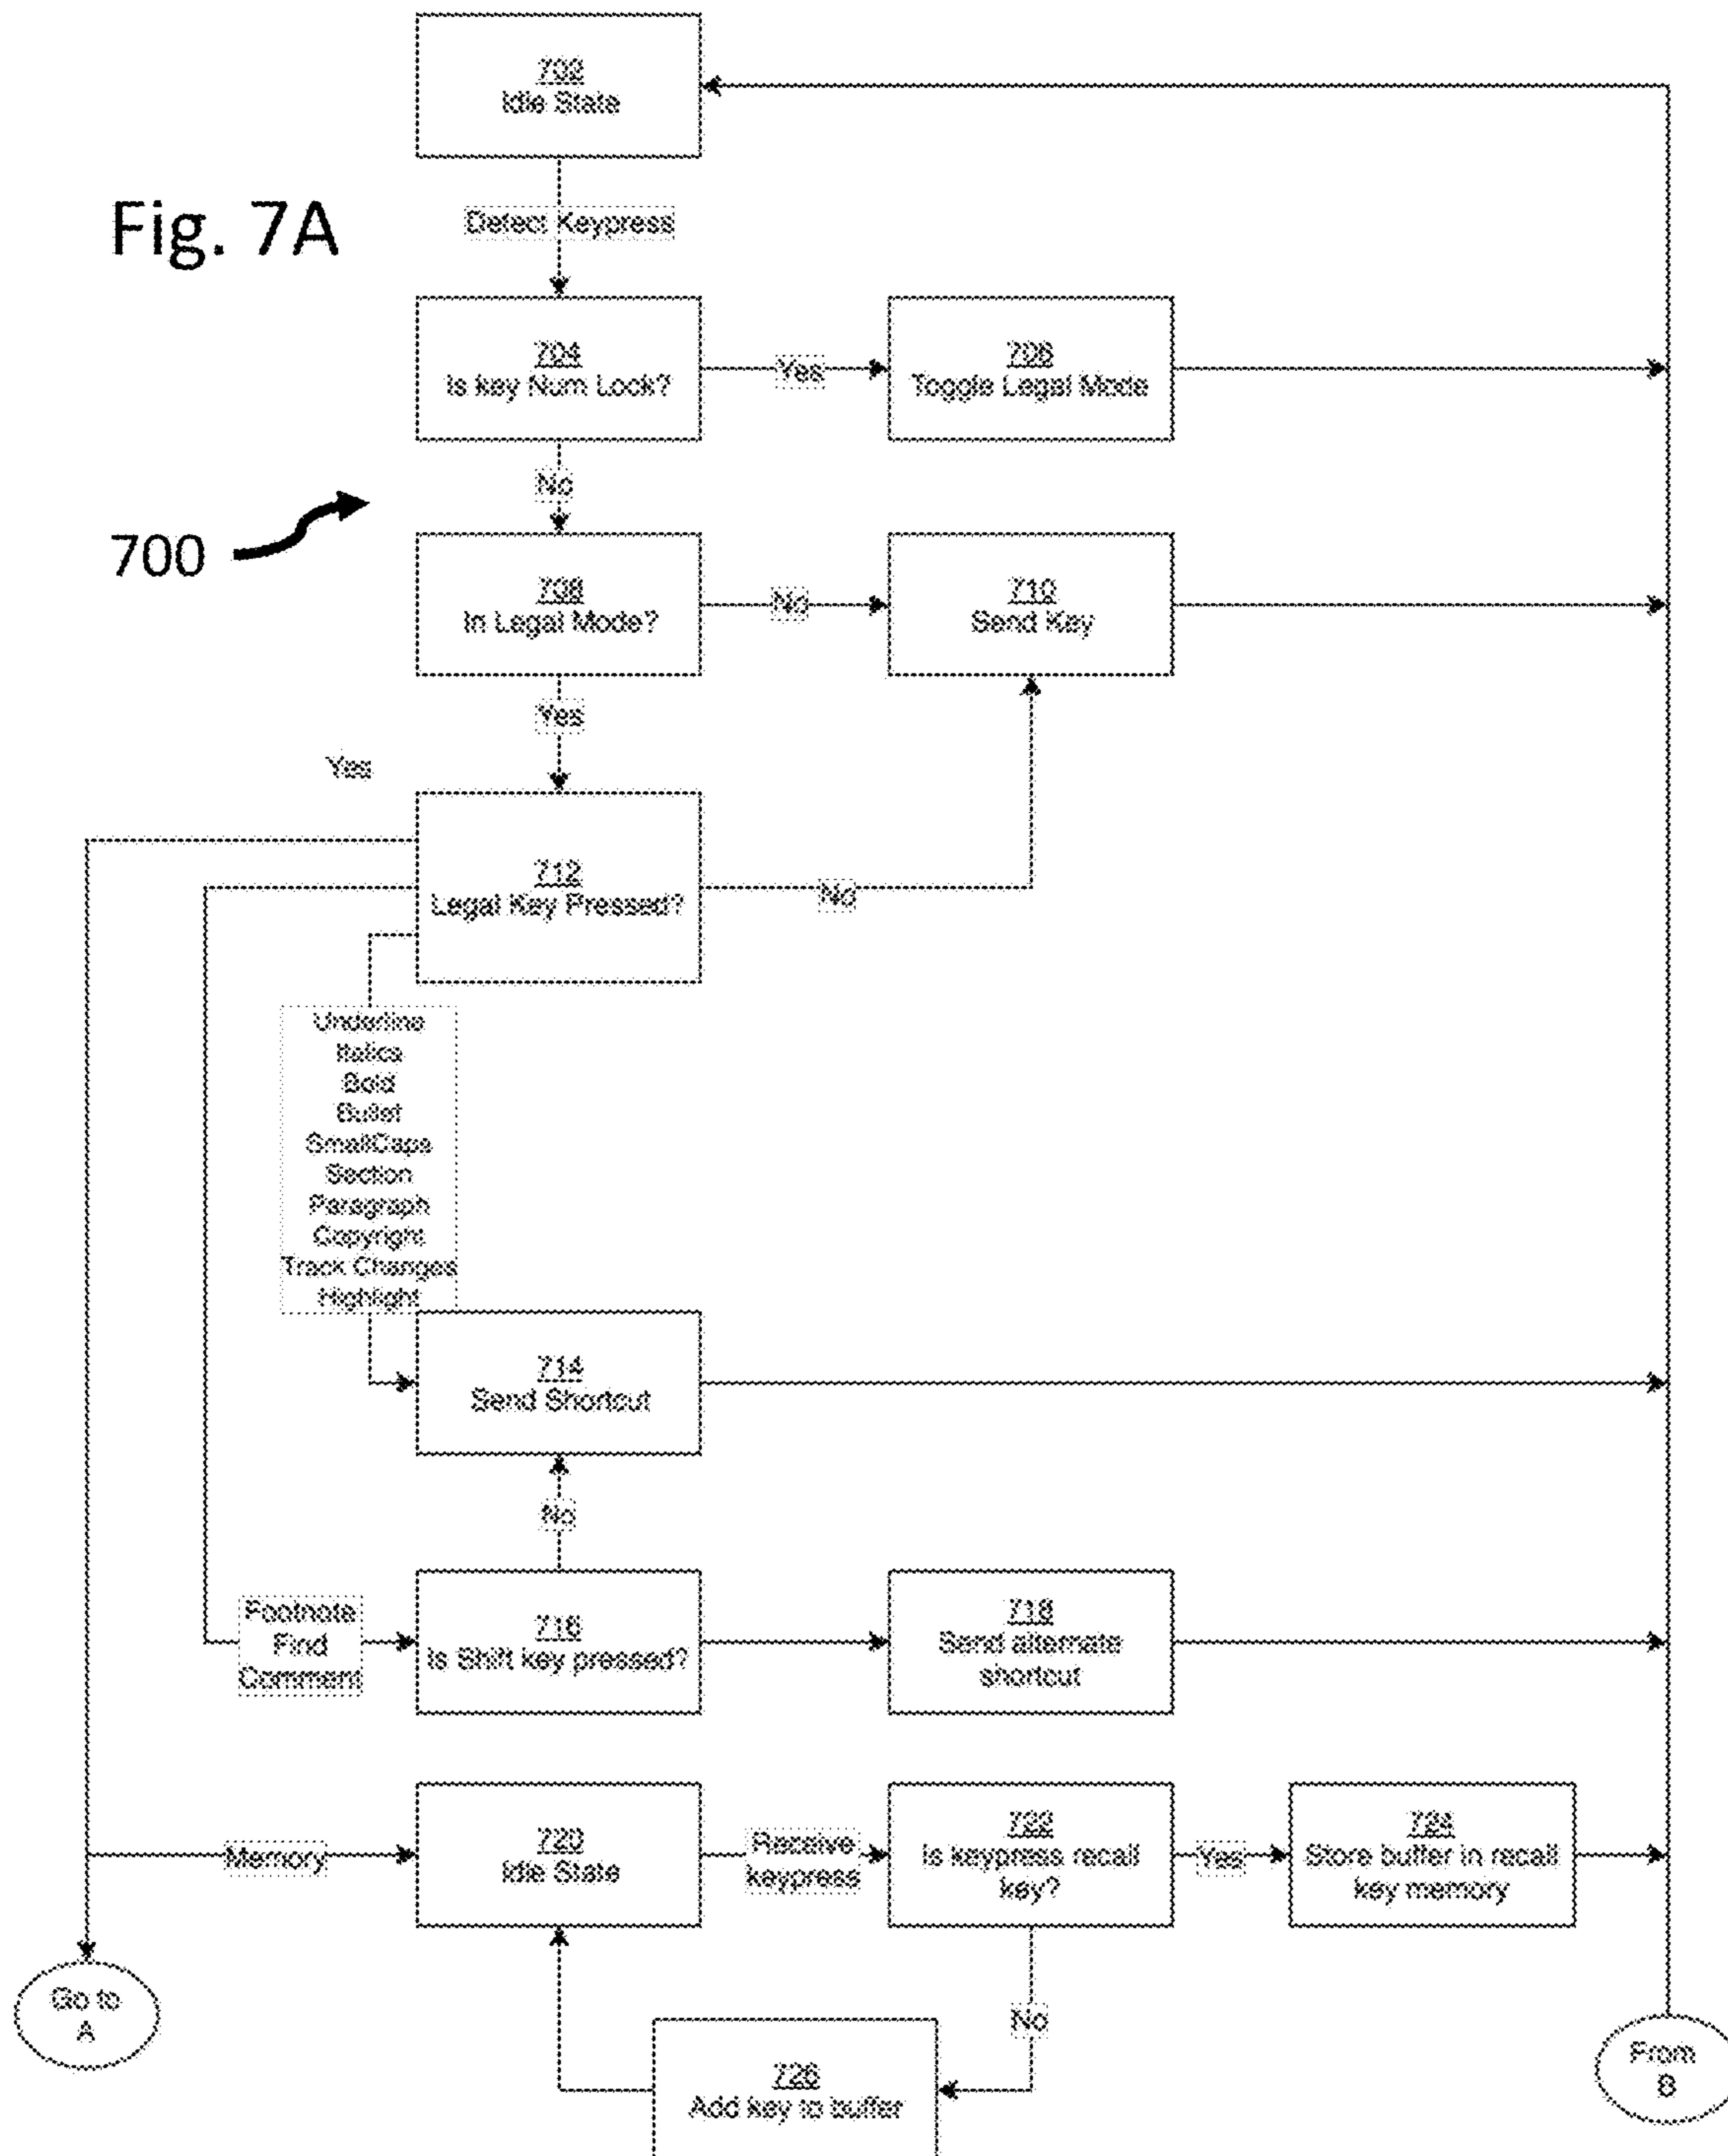 702
Idle State
Fig. 7A
Detect Keypress
704
Is key Num Lock?
Yes
706
Toggle Legal Mode
No
700
708
In Legal Mode?
No
710
Send Key
Yes
Yes
712
Legal Key Pressed?
No
Underline
Italics
Bold
Bullet
SmallCaps
Section
Paragraph
Copyright
Track Changes
Highlight
714
Send Shortcut
No
Footnote
Find
Comment
716
Is Shift key pressed?
718
Send alternate
shortcut
Memory
720
Idle State
Receive
keypress
722
Is keypress recall
key?
Yes
724
Store buffer in recall
key memory
Go to
A
No
726
Add key to buffer
From
B